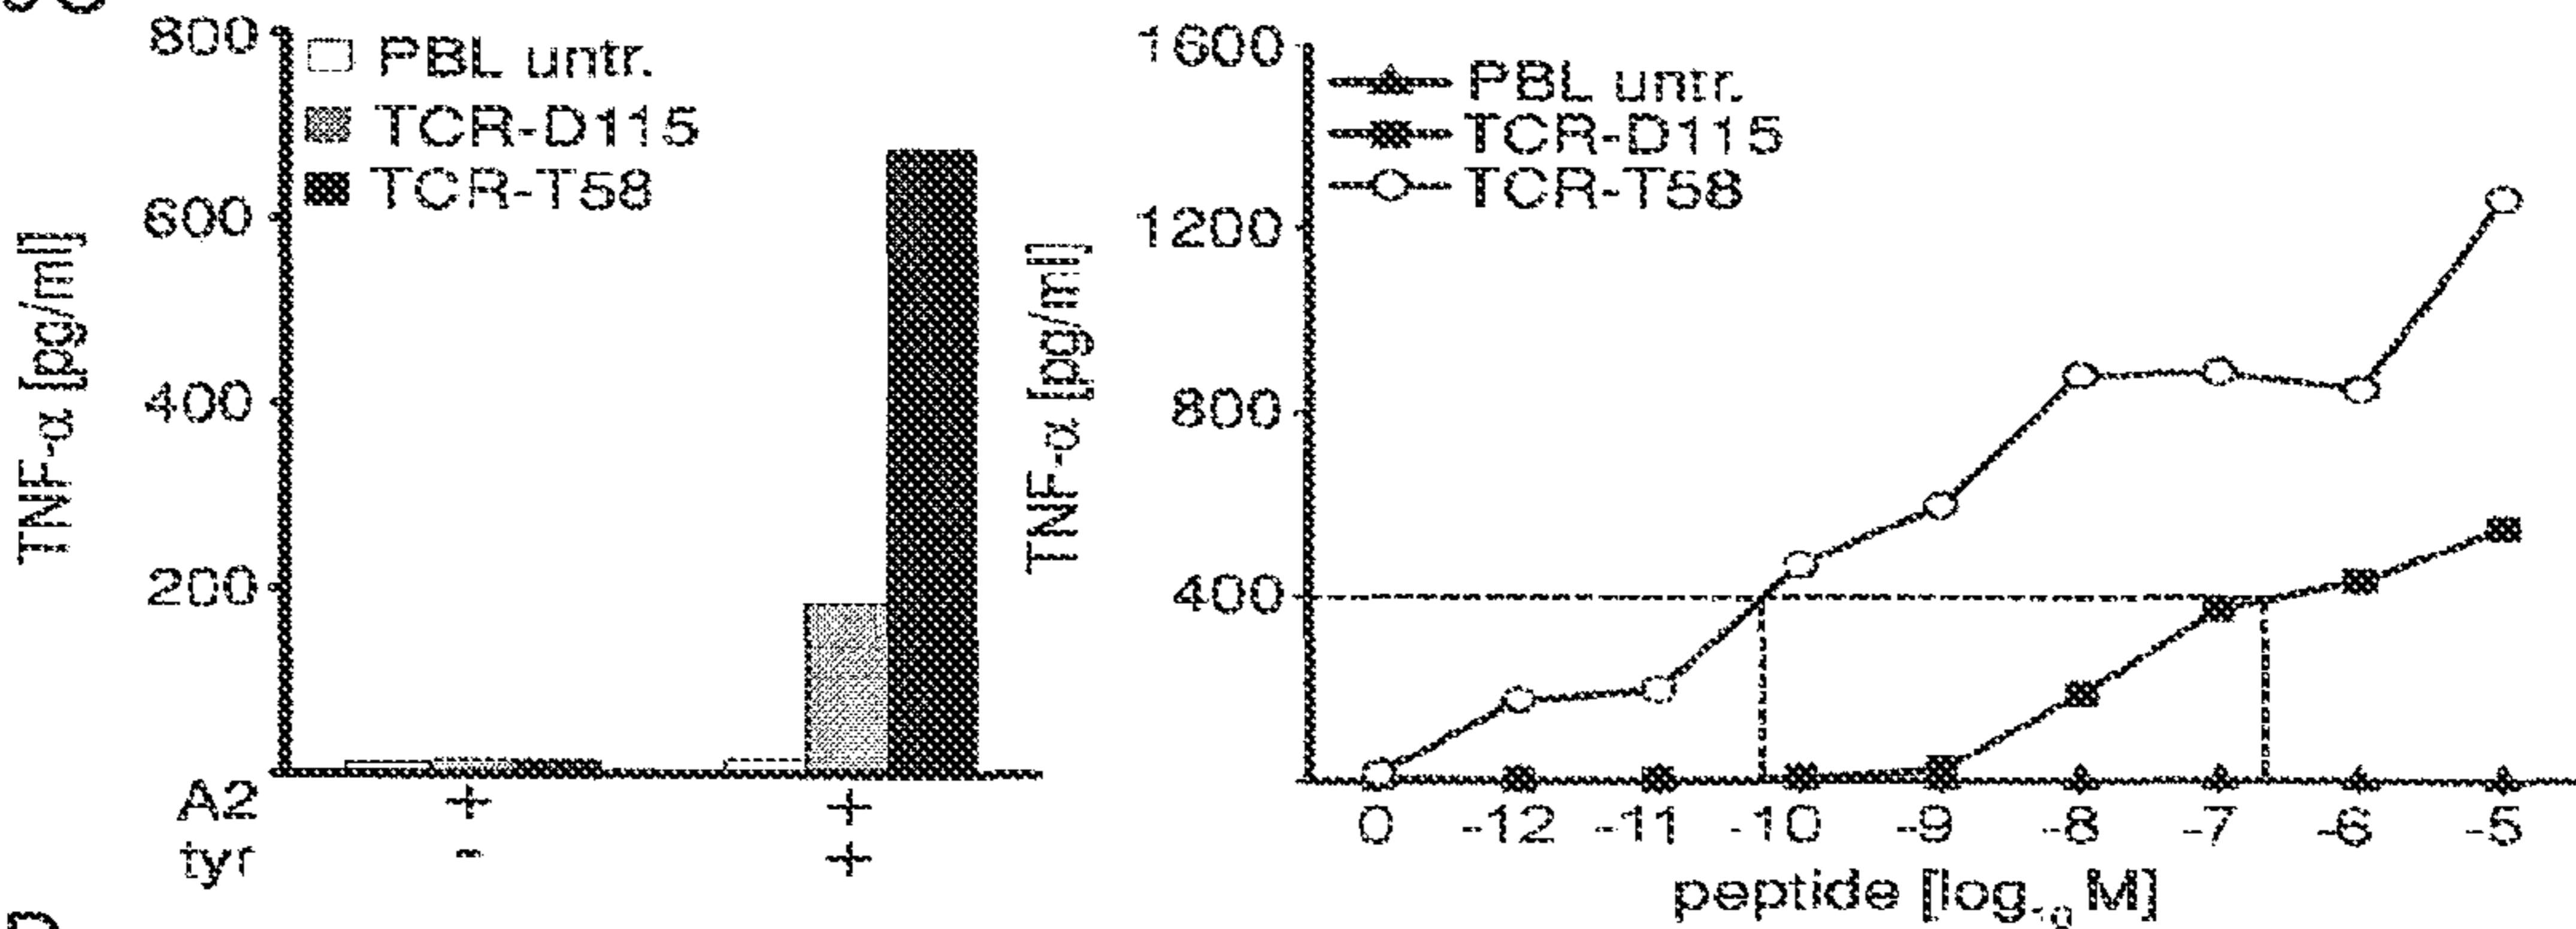 800
PBL untr.
TCR-D115
TCR-T58
600
400
200
TNF-α [pg/ml]
A2 + +
tyr - +
1600
PBL untr.
TCR-D115
TCR-T58
1200
800
400
TNF-α [pg/ml]
0 -12 -11 -10 -9 -8 -7 -6 -5
peptide [log₁₀ M]